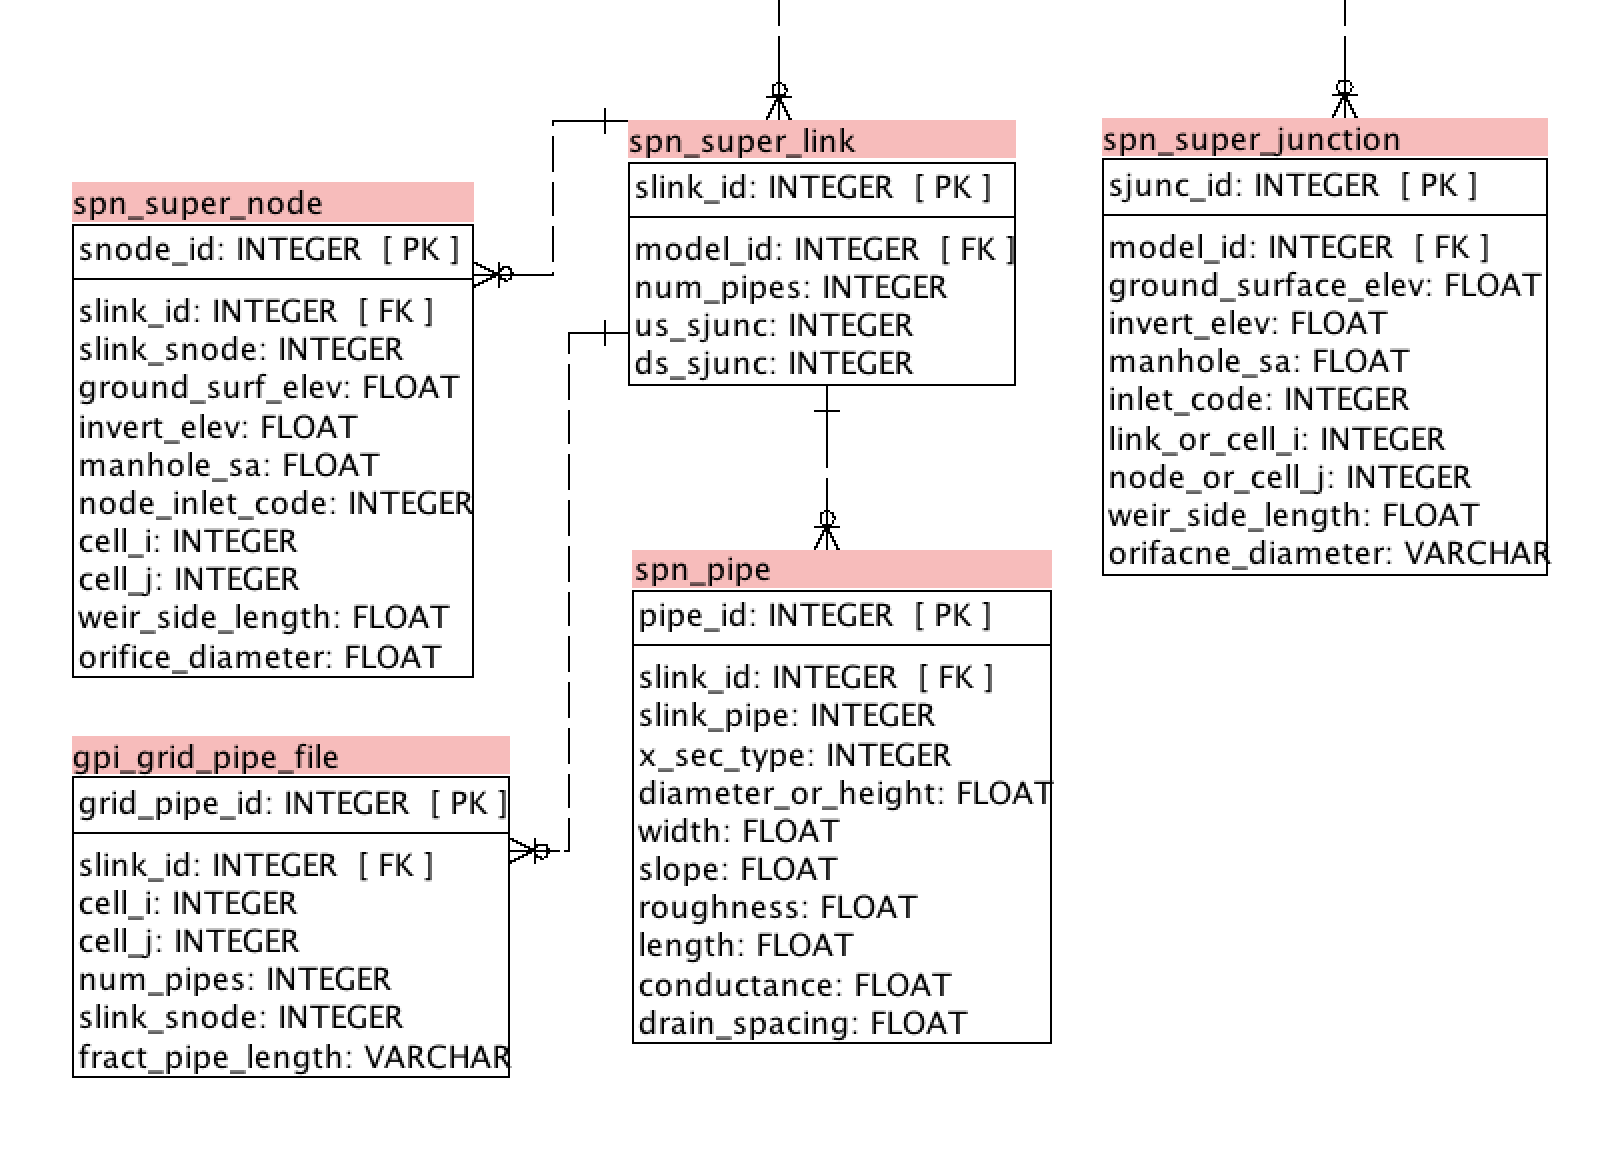 spn_super_node
snode_id: INTEGER [ PK ]
slink_id: INTEGER [ FK ]
slink_snode: INTEGER
ground_surf_elev: FLOAT
invert_elev: FLOAT
manhole_sa: FLOAT
node_inlet_code: INTEGER
cell_i: INTEGER
cell_j: INTEGER
weir_side_length: FLOAT
orifice_diameter: FLOAT
gpi_grid_pipe_file
grid_pipe_id: INTEGER [ PK ]
slink_id: INTEGER [ FK ]
cell_i: INTEGER
cell_j: INTEGER
num_pipes: INTEGER
slink_snode: INTEGER
fract_pipe_length: VARCHAR
spn_super_link
slink_id: INTEGER [ PK ]
model_id: INTEGER [ FK ]
num_pipes: INTEGER
us_sjunc: INTEGER
ds_sjunc: INTEGER
spn_pipe
pipe_id: INTEGER [ PK ]
slink_id: INTEGER [ FK ]
slink_pipe: INTEGER
x_sec_type: INTEGER
diameter_or_height: FLOAT
width: FLOAT
slope: FLOAT
roughness: FLOAT
length: FLOAT
conductance: FLOAT
drain_spacing: FLOAT
spn_super_junction
sjunc_id: INTEGER [ PK ]
model_id: INTEGER [ FK ]
ground_surface_elev: FLOAT
invert_elev: FLOAT
manhole_sa: FLOAT
inlet_code: INTEGER
link_or_cell_i: INTEGER
node_or_cell_j: INTEGER
weir_side_length: FLOAT
orifacne_diameter: VARCHAR